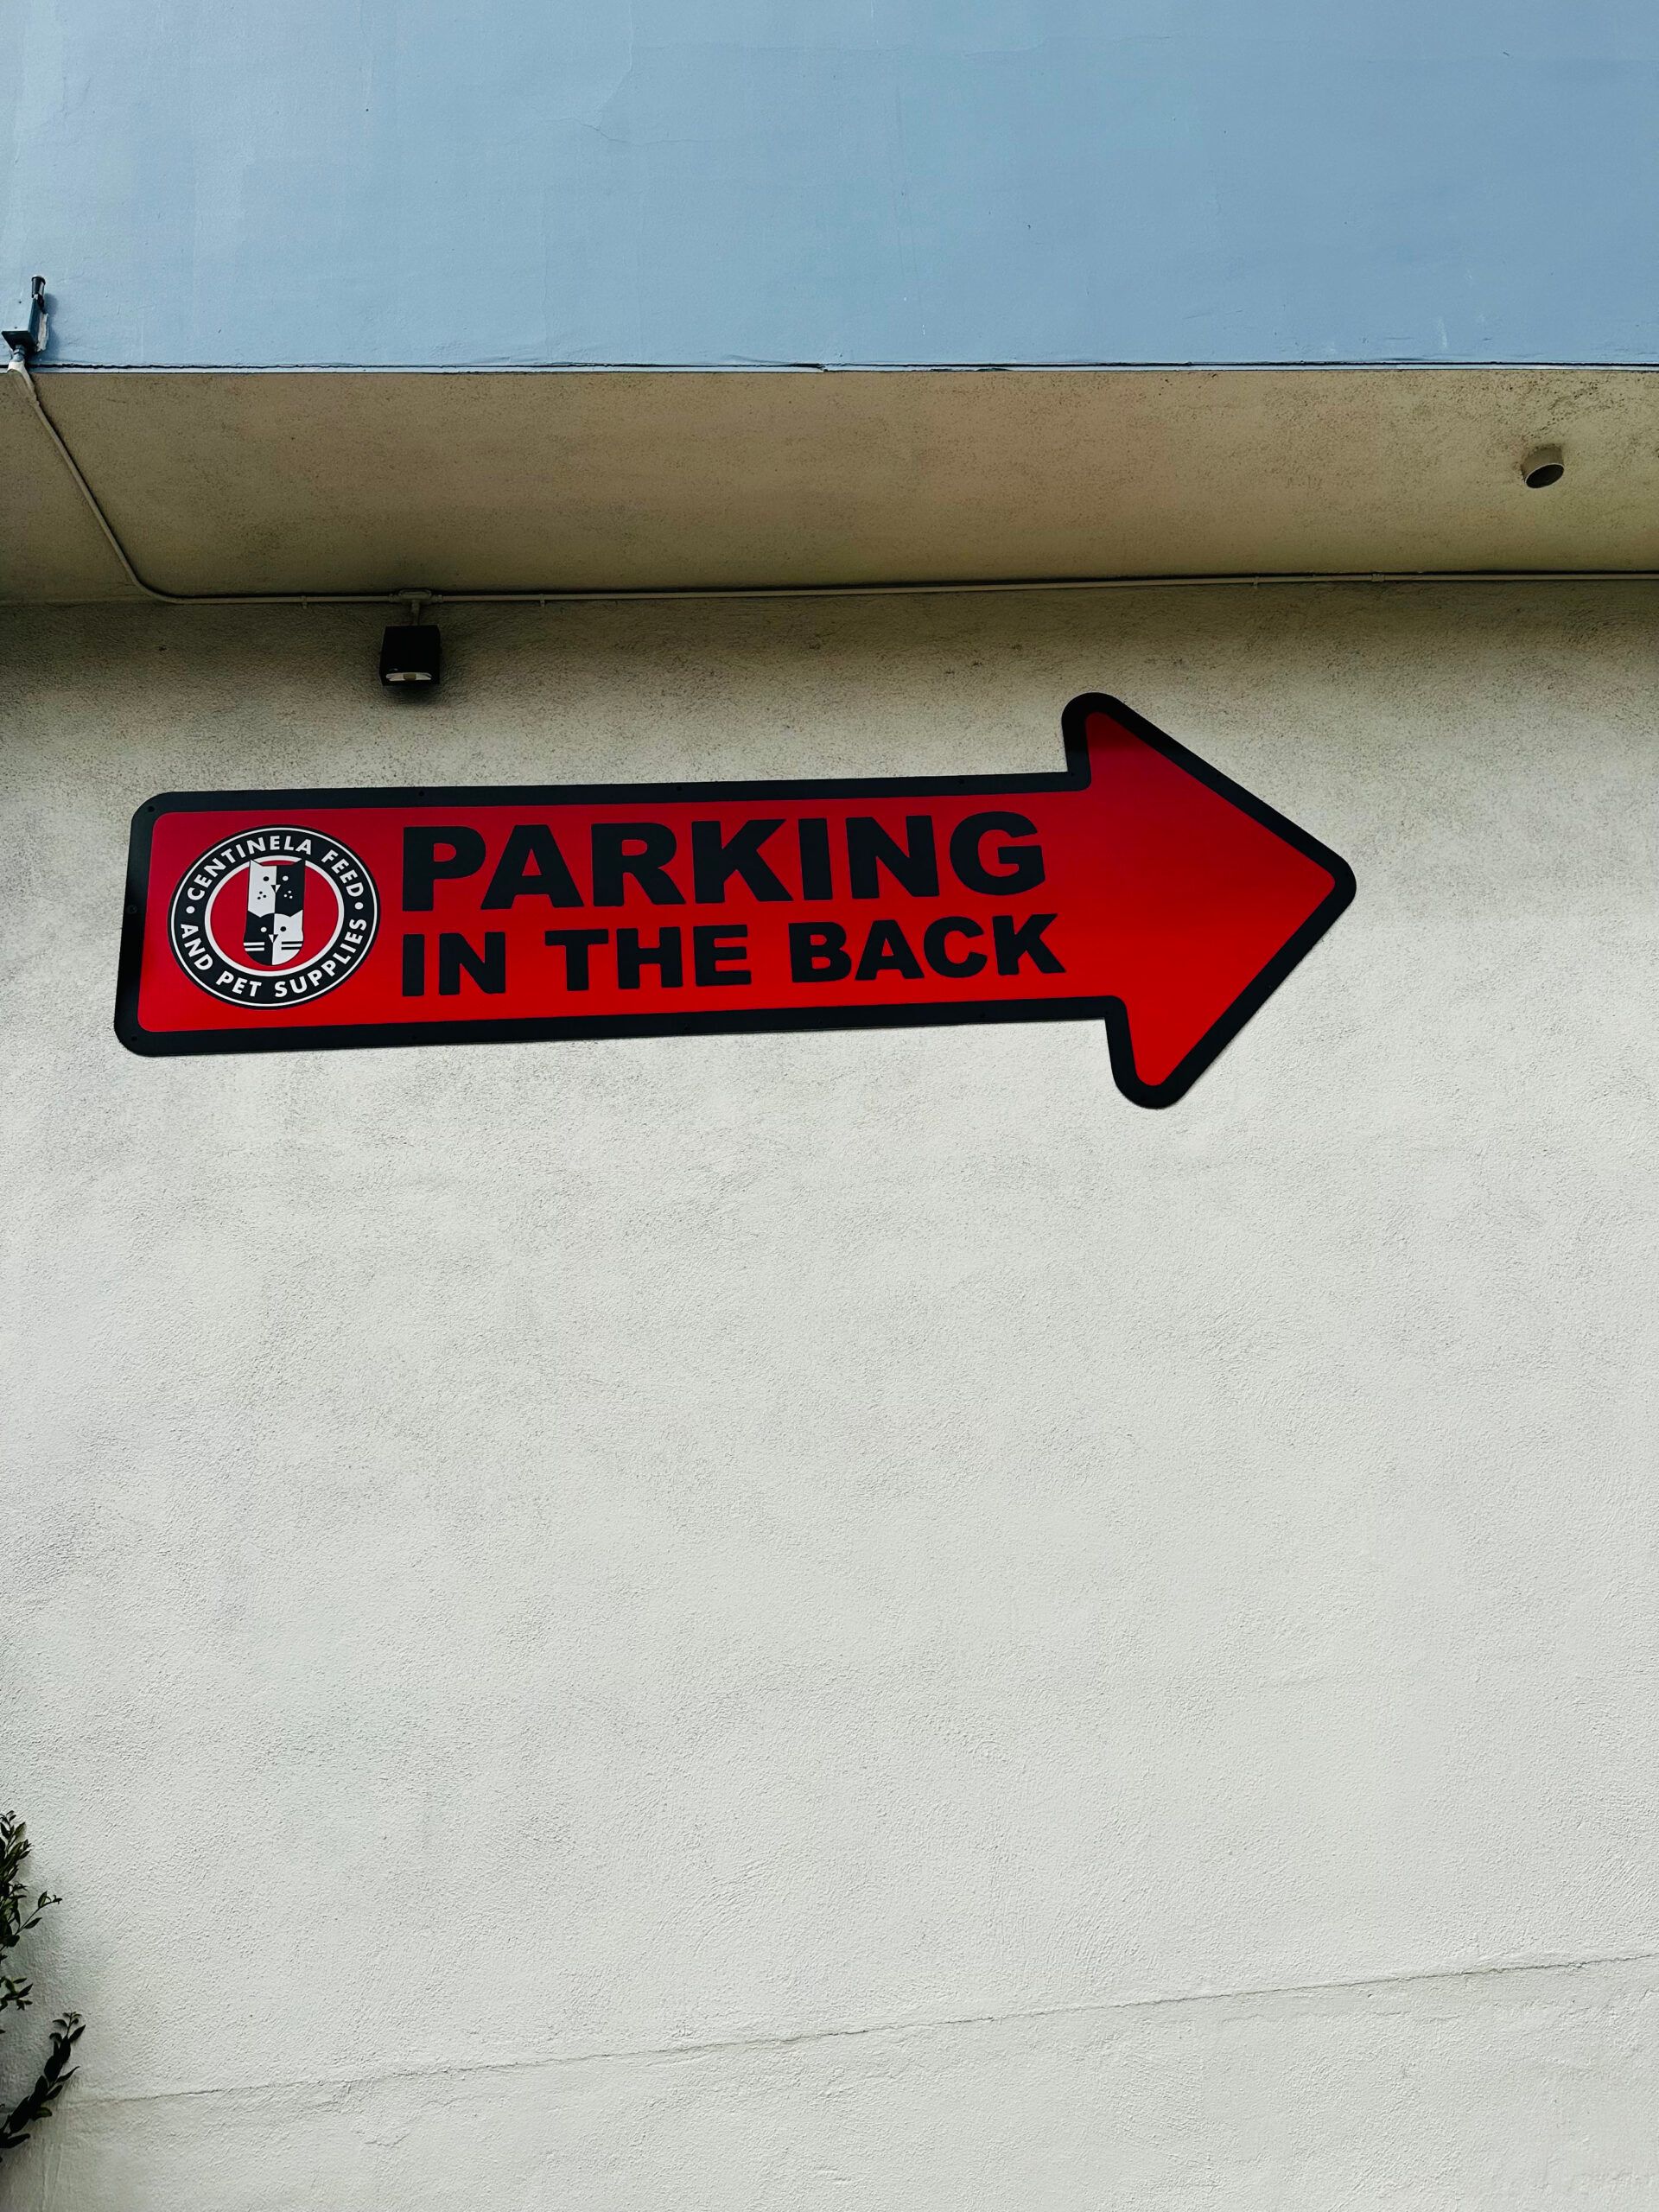 CENTINELA FEED
AND PET SUPPLIES
PARKING
IN THE BACK